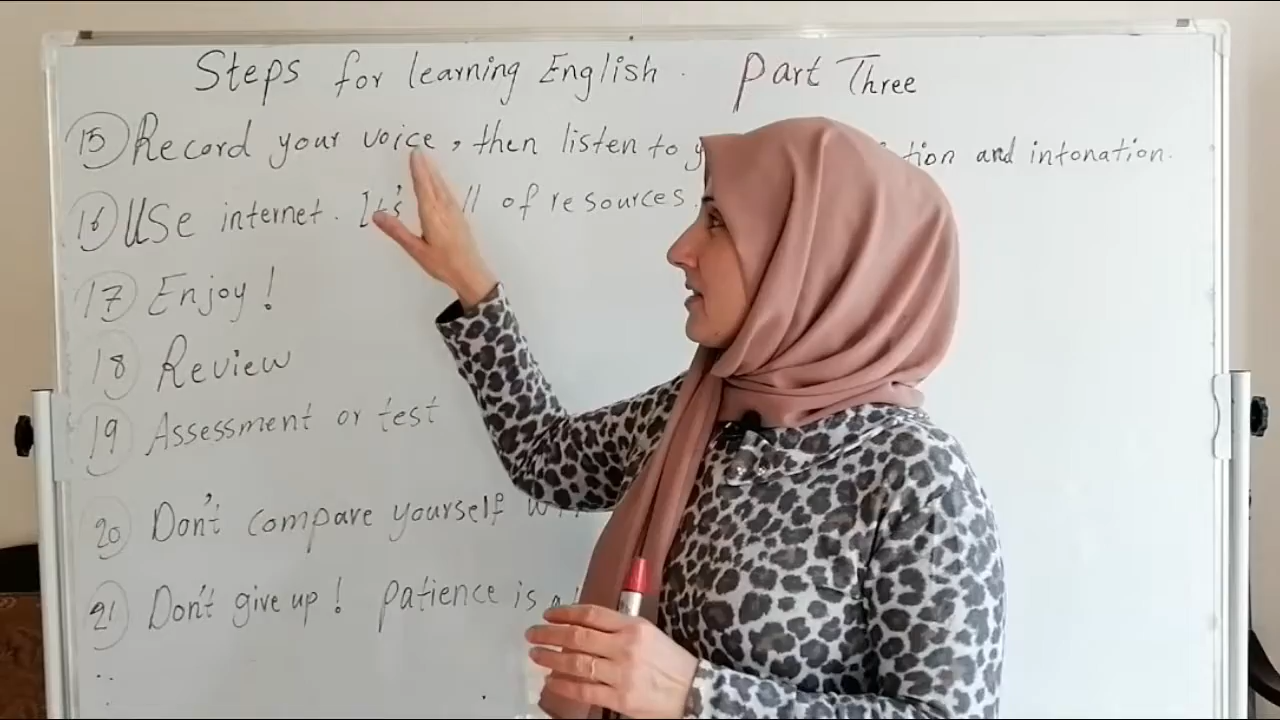 Steps for learning English. Part Three
15 Record your voice, then listen to and intonation.
16 Use internet. It's of resources.
17 Enjoy!
18 Review
19 Assessment or test
20 Don't compare yourself
21 Don't give up! Patience is